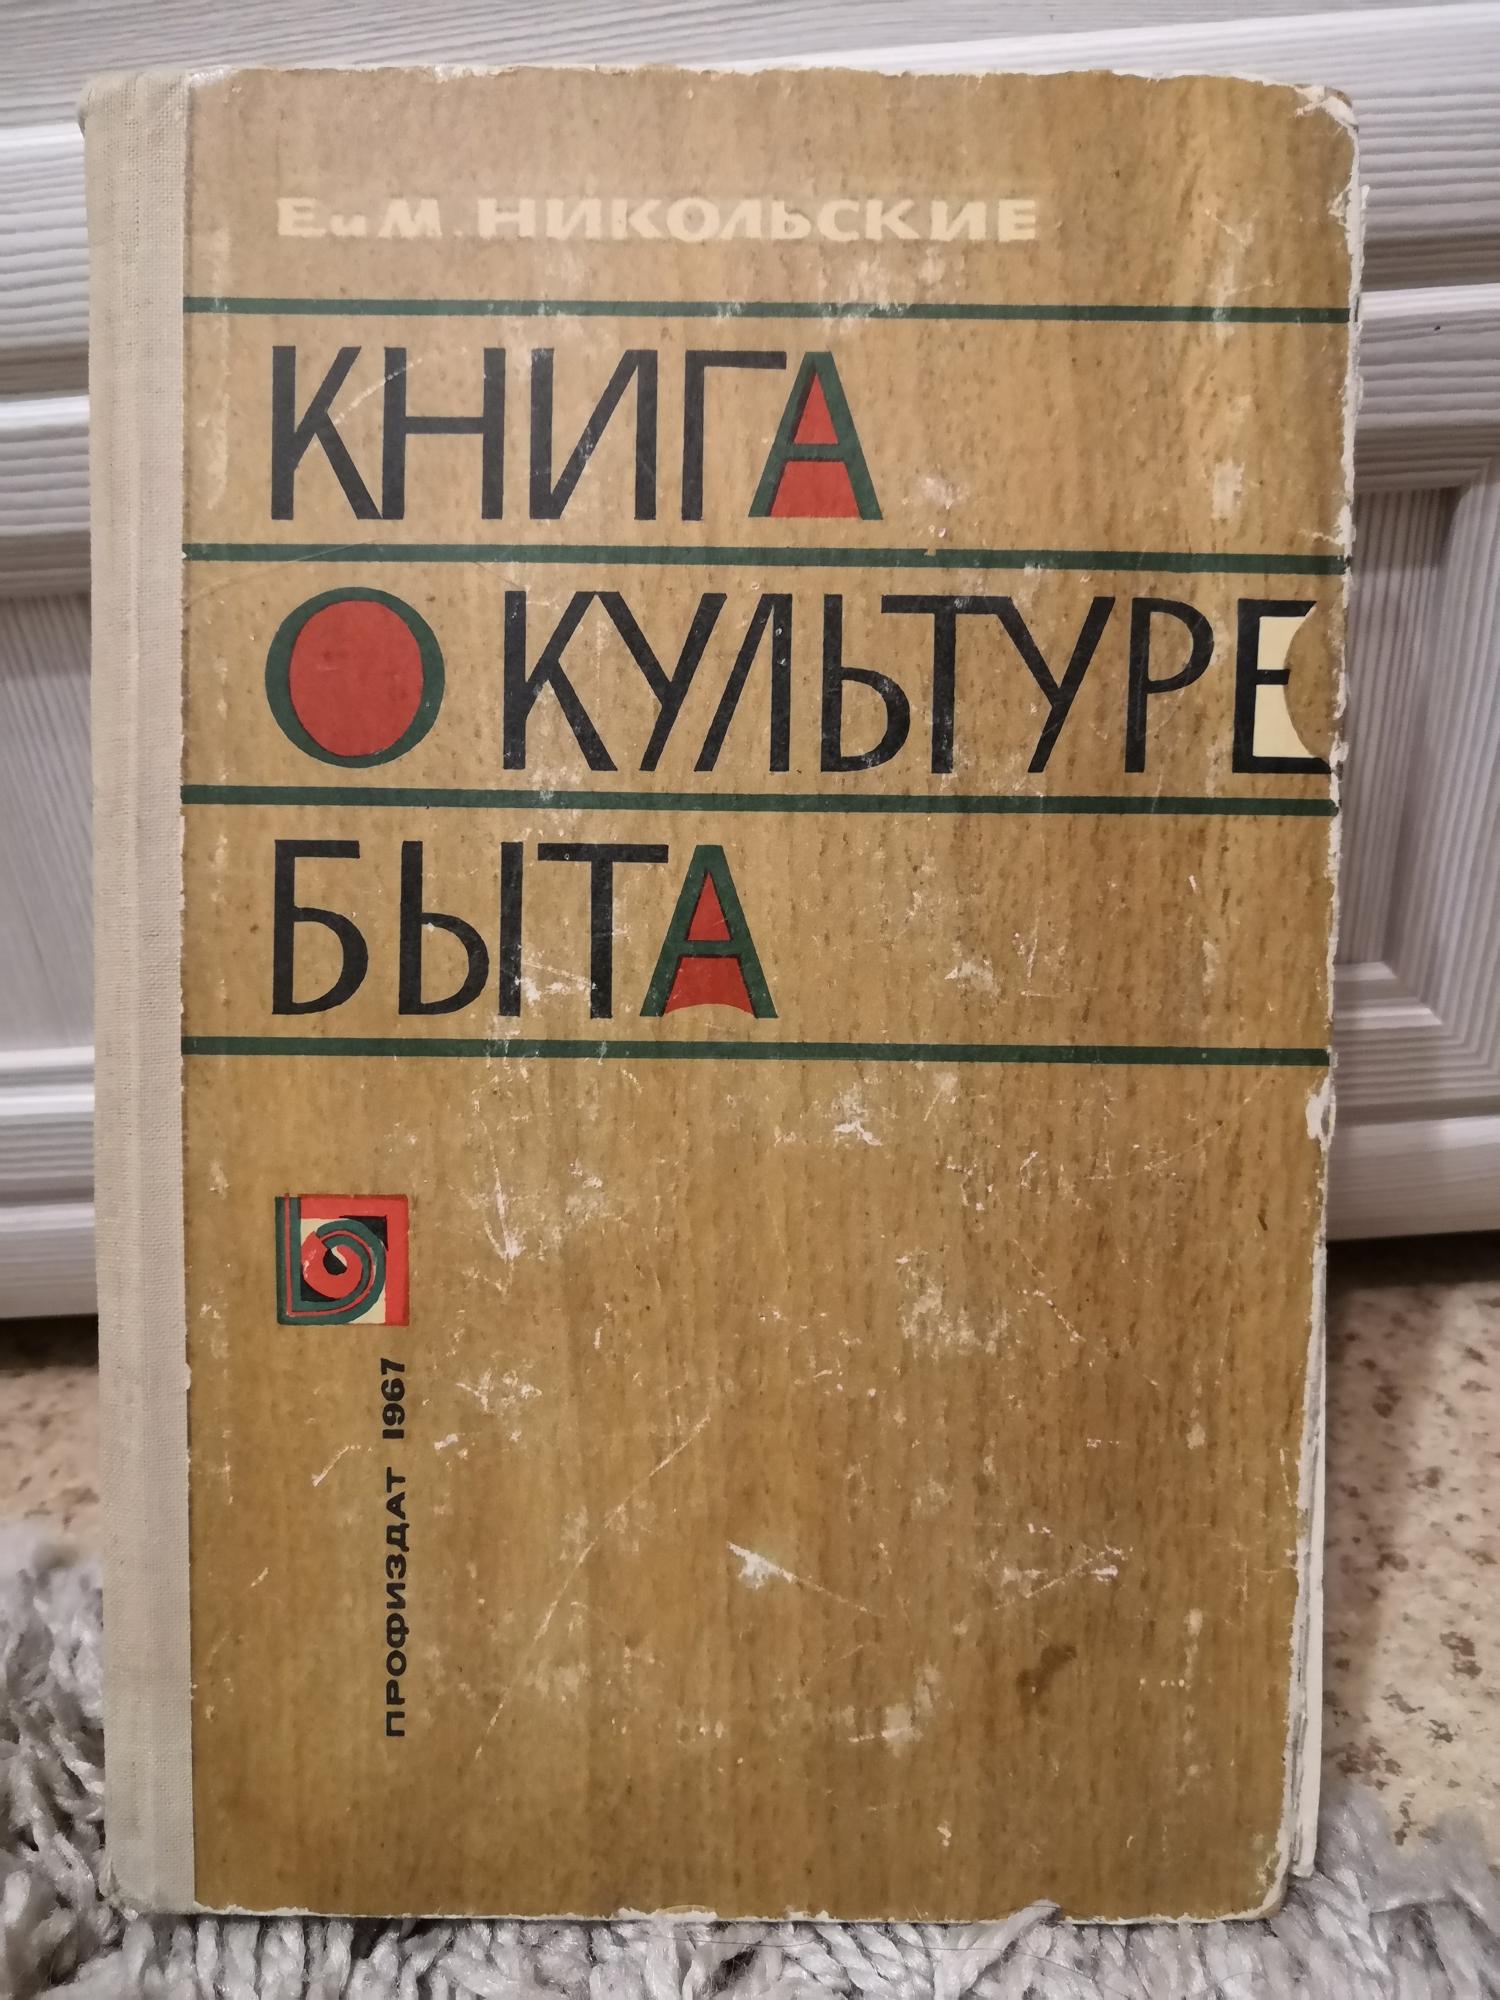 Е и М. НИКОЛЬСКИЕ
КНИГА
О КУЛЬТУРЕ
БЫТА
ПРОФИЗДАТ 1967